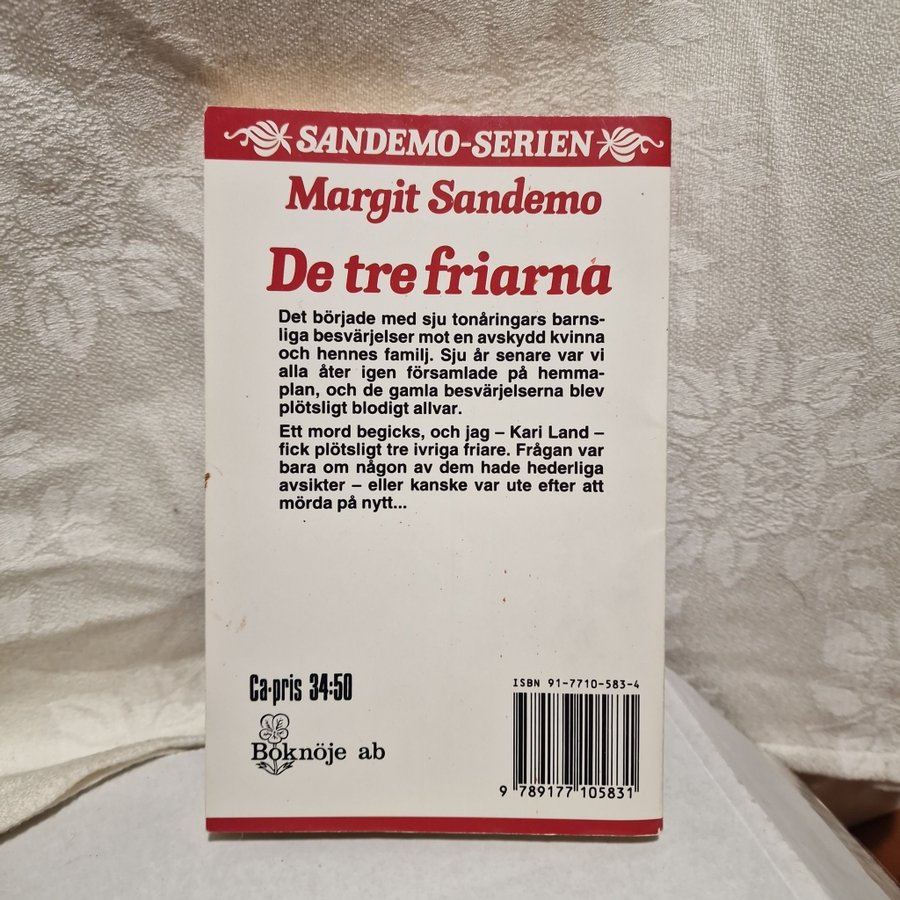 SANDEMO-SERIEN
Margit Sandemo
De tre friarna
Det började med sju tonåringars barns-
liga besvärjelser mot en avskydd kvinna
och hennes familj. Sju år senare var vi
alla åter igen församlade på hemma-
plan, och de gamla besvärjelserna blev
plötsligt blodigt allvar.
Ett mord begicks, och jag – Kari Land –
fick plötsligt tre ivriga friare. Frågan var
bara om någon av dem hade hederliga
avsikter – eller kanske var ute efter att
mörda på nytt...
Ca·pris 34:50
Boknöje ab
ISBN 91-7710-583-4
9 789177 105831